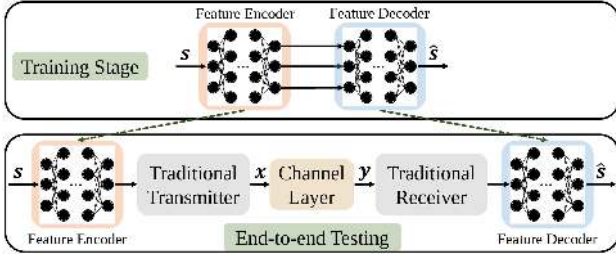 Feature Encoder Feature Decoder
s ŝ
Training Stage
...
...
s Traditional Transmitter x Channel Layer y Traditional Receiver ŝ
...
...
Feature Encoder End-to-end Testing Feature Decoder